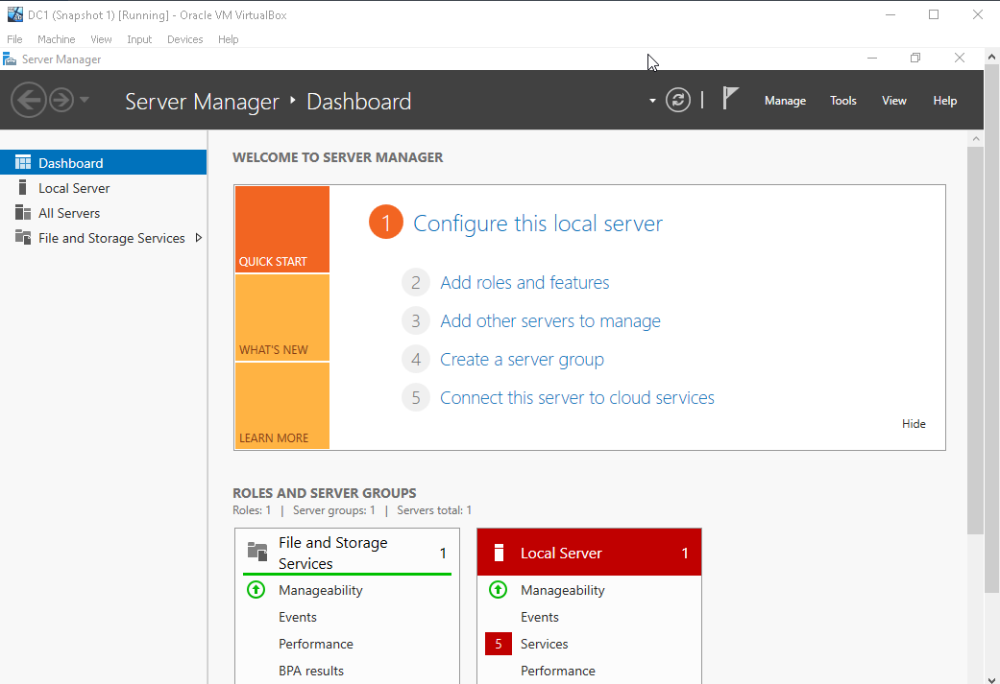 DC1 (Snapshot 1) [Running] - Oracle VM VirtualBox
File Machine View Input Devices Help
Server Manager
Server Manager Dashboard
Manage Tools View Help
Dashboard
Local Server
All Servers
File and Storage Services
WELCOME TO SERVER MANAGER
QUICK START
WHAT'S NEW
LEARN MORE
1 Configure this local server
2 Add roles and features
3 Add other servers to manage
4 Create a server group
5 Connect this server to cloud services
Hide
ROLES AND SERVER GROUPS
Roles: 1 | Server groups: 1 | Servers total: 1
File and Storage
Services 1
Manageability
Events
Performance
BPA results
Local Server 1
Manageability
Events
5 Services
Performance